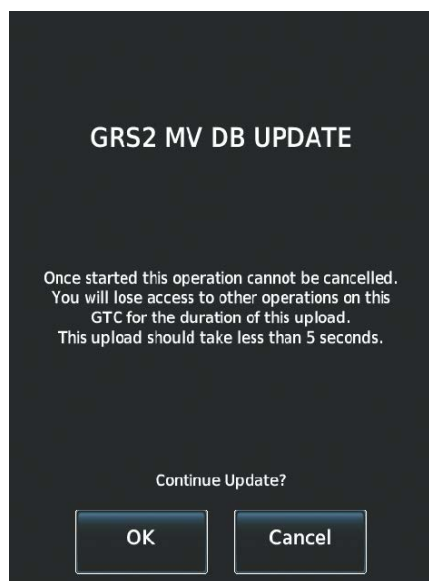 GRS2 MV DB UPDATE
Once started this operation cannot be cancelled.
You will lose access to other operations on this
GTC for the duration of this upload.
This upload should take less than 5 seconds.
Continue Update?
OK
Cancel